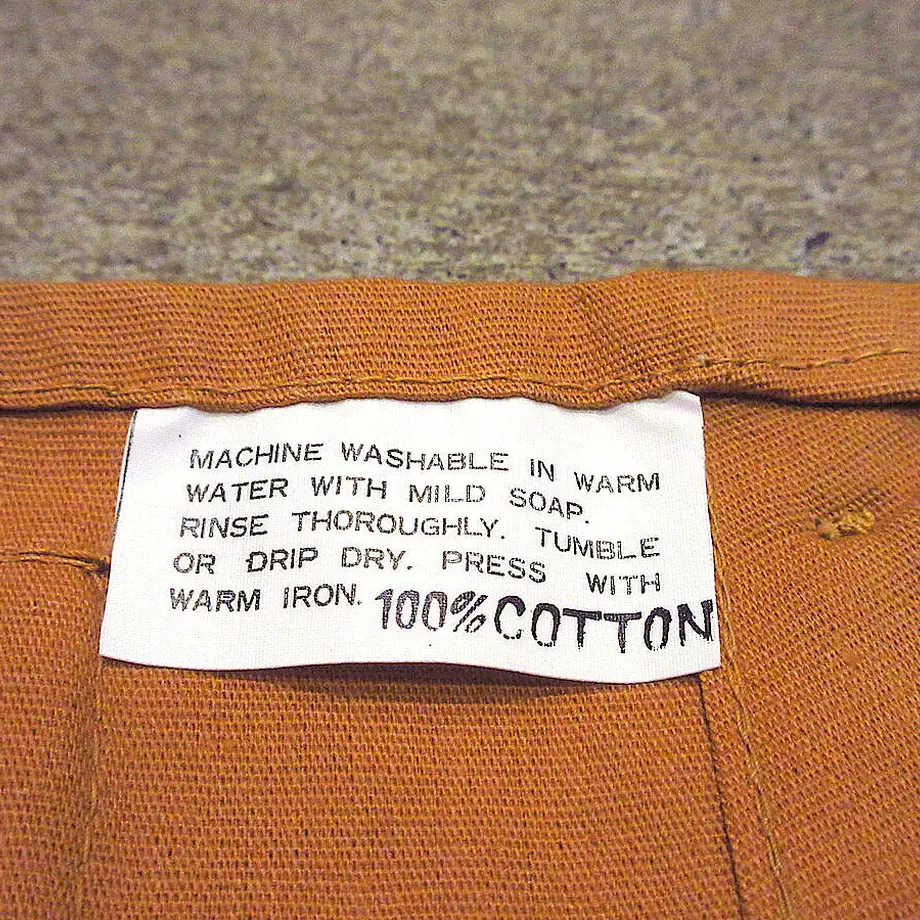 MACHINE WASHABLE IN WARM
WATER WITH MILD SOAP.
RINSE THOROUGHLY. TUMBLE
OR DRIP DRY. PRESS WITH
WARM IRON. 100% COTTON